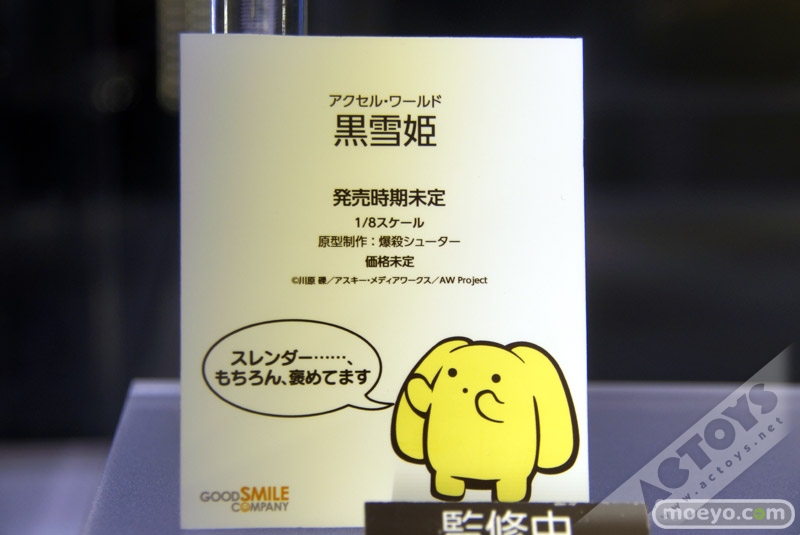 アクセル・ワールド
黒雪姫
発売時期未定
1/8スケール
原型制作：爆殺シューター
価格未定
©川原 礫／アスキー・メディアワークス／AW Project
スレンダー……、
もちろん、褒めてます
GOOD SMILE
COMPANY
監修中
ACTOYS
www.actoys.net
moeyo.com